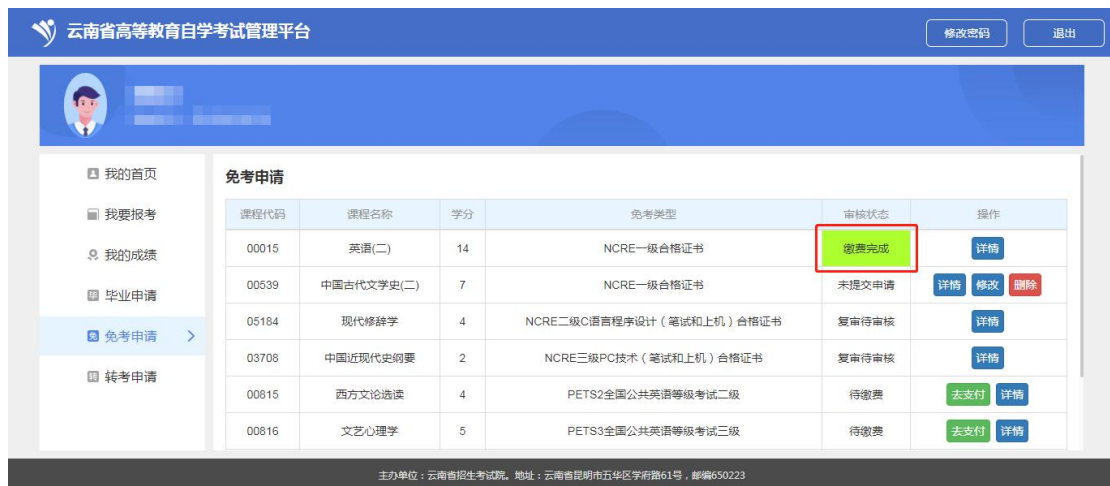 云南省高等教育自学考试管理平台 修改密码 退出
我的首页
我要报考
我的成绩
毕 毕业申请
免 免考申请
转 转考申请
免考申请
课程代码 课程名称 学分 免考类型 审核状态 操作
00015 英语(二) 14 NCRE一级合格证书 缴费完成 详情
00539 中国古代文学史(二) 7 NCRE一级合格证书 未提交申请 详情 修改 删除
05184 现代修辞学 4 NCRE二级C语言程序设计（笔试和上机）合格证书 复审待审核 详情
03708 中国近现代史纲要 2 NCRE三级PC技术（笔试和上机）合格证书 复审待审核 详情
00815 西方文论选读 4 PETS2全国公共英语等级考试二级 待缴费 去支付 详情
00816 文艺心理学 5 PETS3全国公共英语等级考试三级 待缴费 去支付 详情
主办单位：云南省招生考试院。地址：云南省昆明市五华区学府路61号，邮编650223